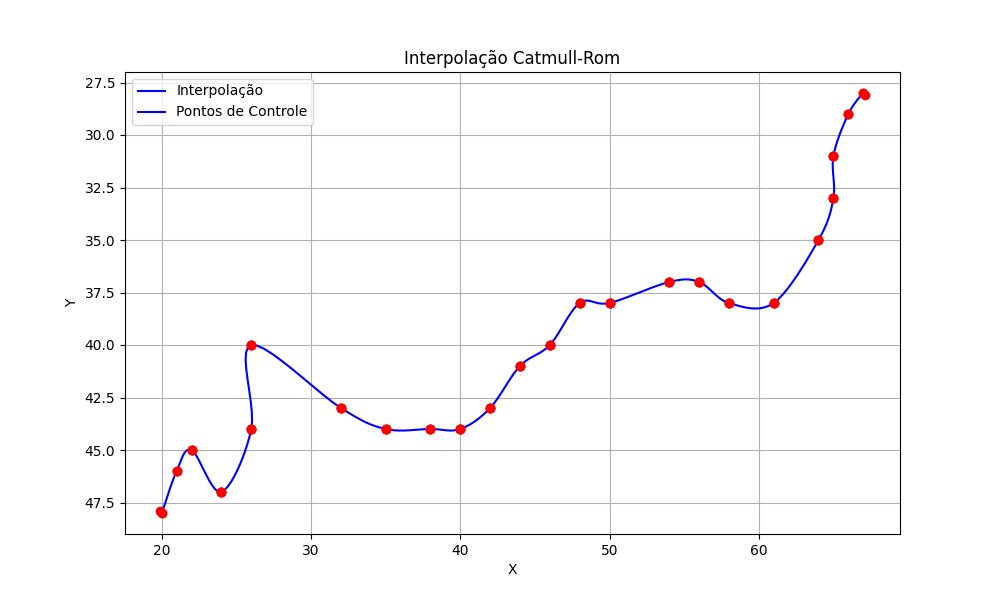 Interpolação Catmull-Rom
Interpolação
Pontos de Controle
27.5
30.0
32.5
35.0
37.5
40.0
42.5
45.0
47.5
Y
20 30 40 50 60
X